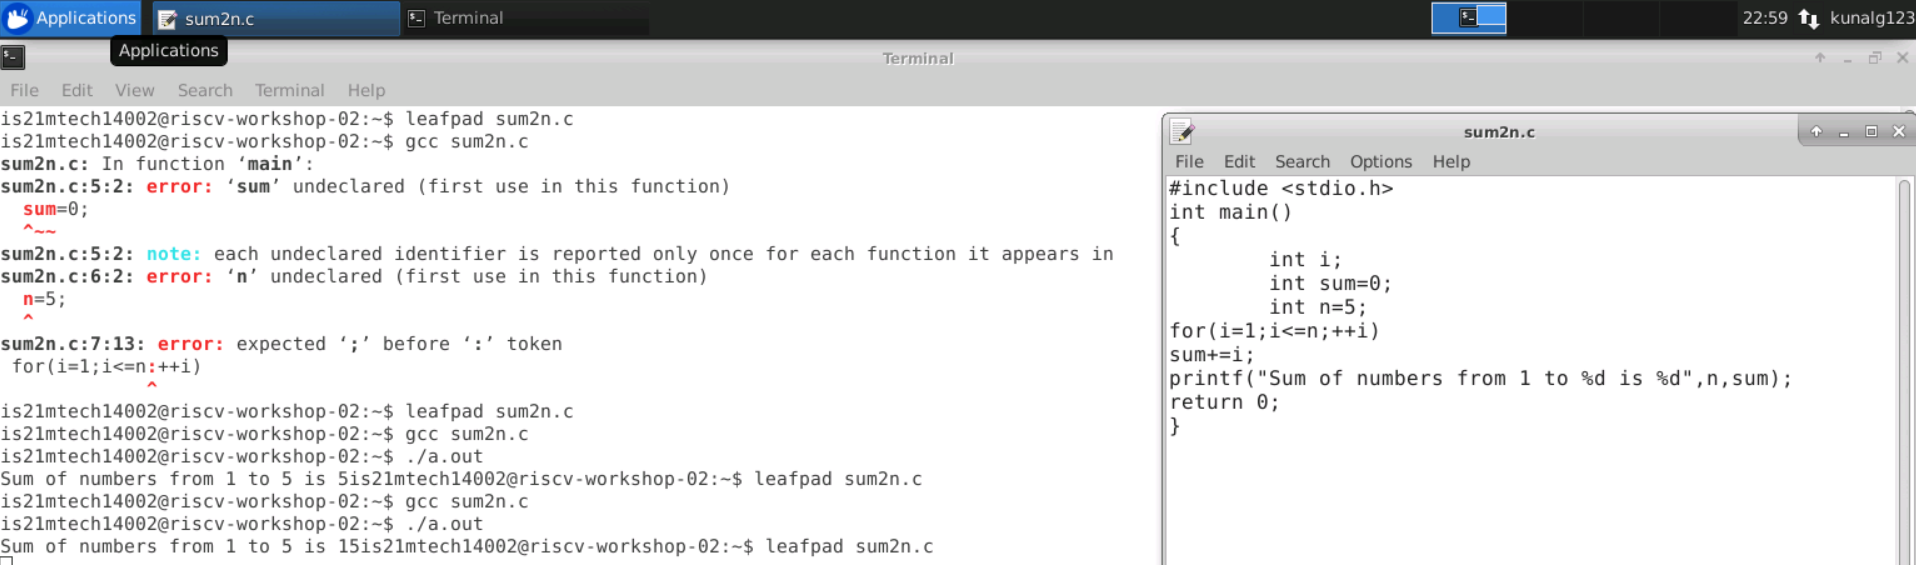 Applications sum2n.c Terminal 22:59 kunalg123
Applications
Terminal
File Edit View Search Terminal Help
is21mtech14002@riscv-workshop-02:~$ leafpad sum2n.c
is21mtech14002@riscv-workshop-02:~$ gcc sum2n.c
sum2n.c: In function ‘main’:
sum2n.c:5:2: error: ‘sum’ undeclared (first use in this function)
  sum=0;
  ^~~
sum2n.c:5:2: note: each undeclared identifier is reported only once for each function it appears in
sum2n.c:6:2: error: ‘n’ undeclared (first use in this function)
  n=5;
  ^
sum2n.c:7:13: error: expected ‘;’ before ‘:’ token
 for(i=1;i<=n:++i)
             ^
is21mtech14002@riscv-workshop-02:~$ leafpad sum2n.c
is21mtech14002@riscv-workshop-02:~$ gcc sum2n.c
is21mtech14002@riscv-workshop-02:~$ ./a.out
Sum of numbers from 1 to 5 is 5is21mtech14002@riscv-workshop-02:~$ leafpad sum2n.c
is21mtech14002@riscv-workshop-02:~$ gcc sum2n.c
is21mtech14002@riscv-workshop-02:~$ ./a.out
Sum of numbers from 1 to 5 is 15is21mtech14002@riscv-workshop-02:~$ leafpad sum2n.c
sum2n.c
File Edit Search Options Help
#include <stdio.h>
int main()
{
        int i;
        int sum=0;
        int n=5;
for(i=1;i<=n;++i)
sum+=i;
printf("Sum of numbers from 1 to %d is %d",n,sum);
return 0;
}